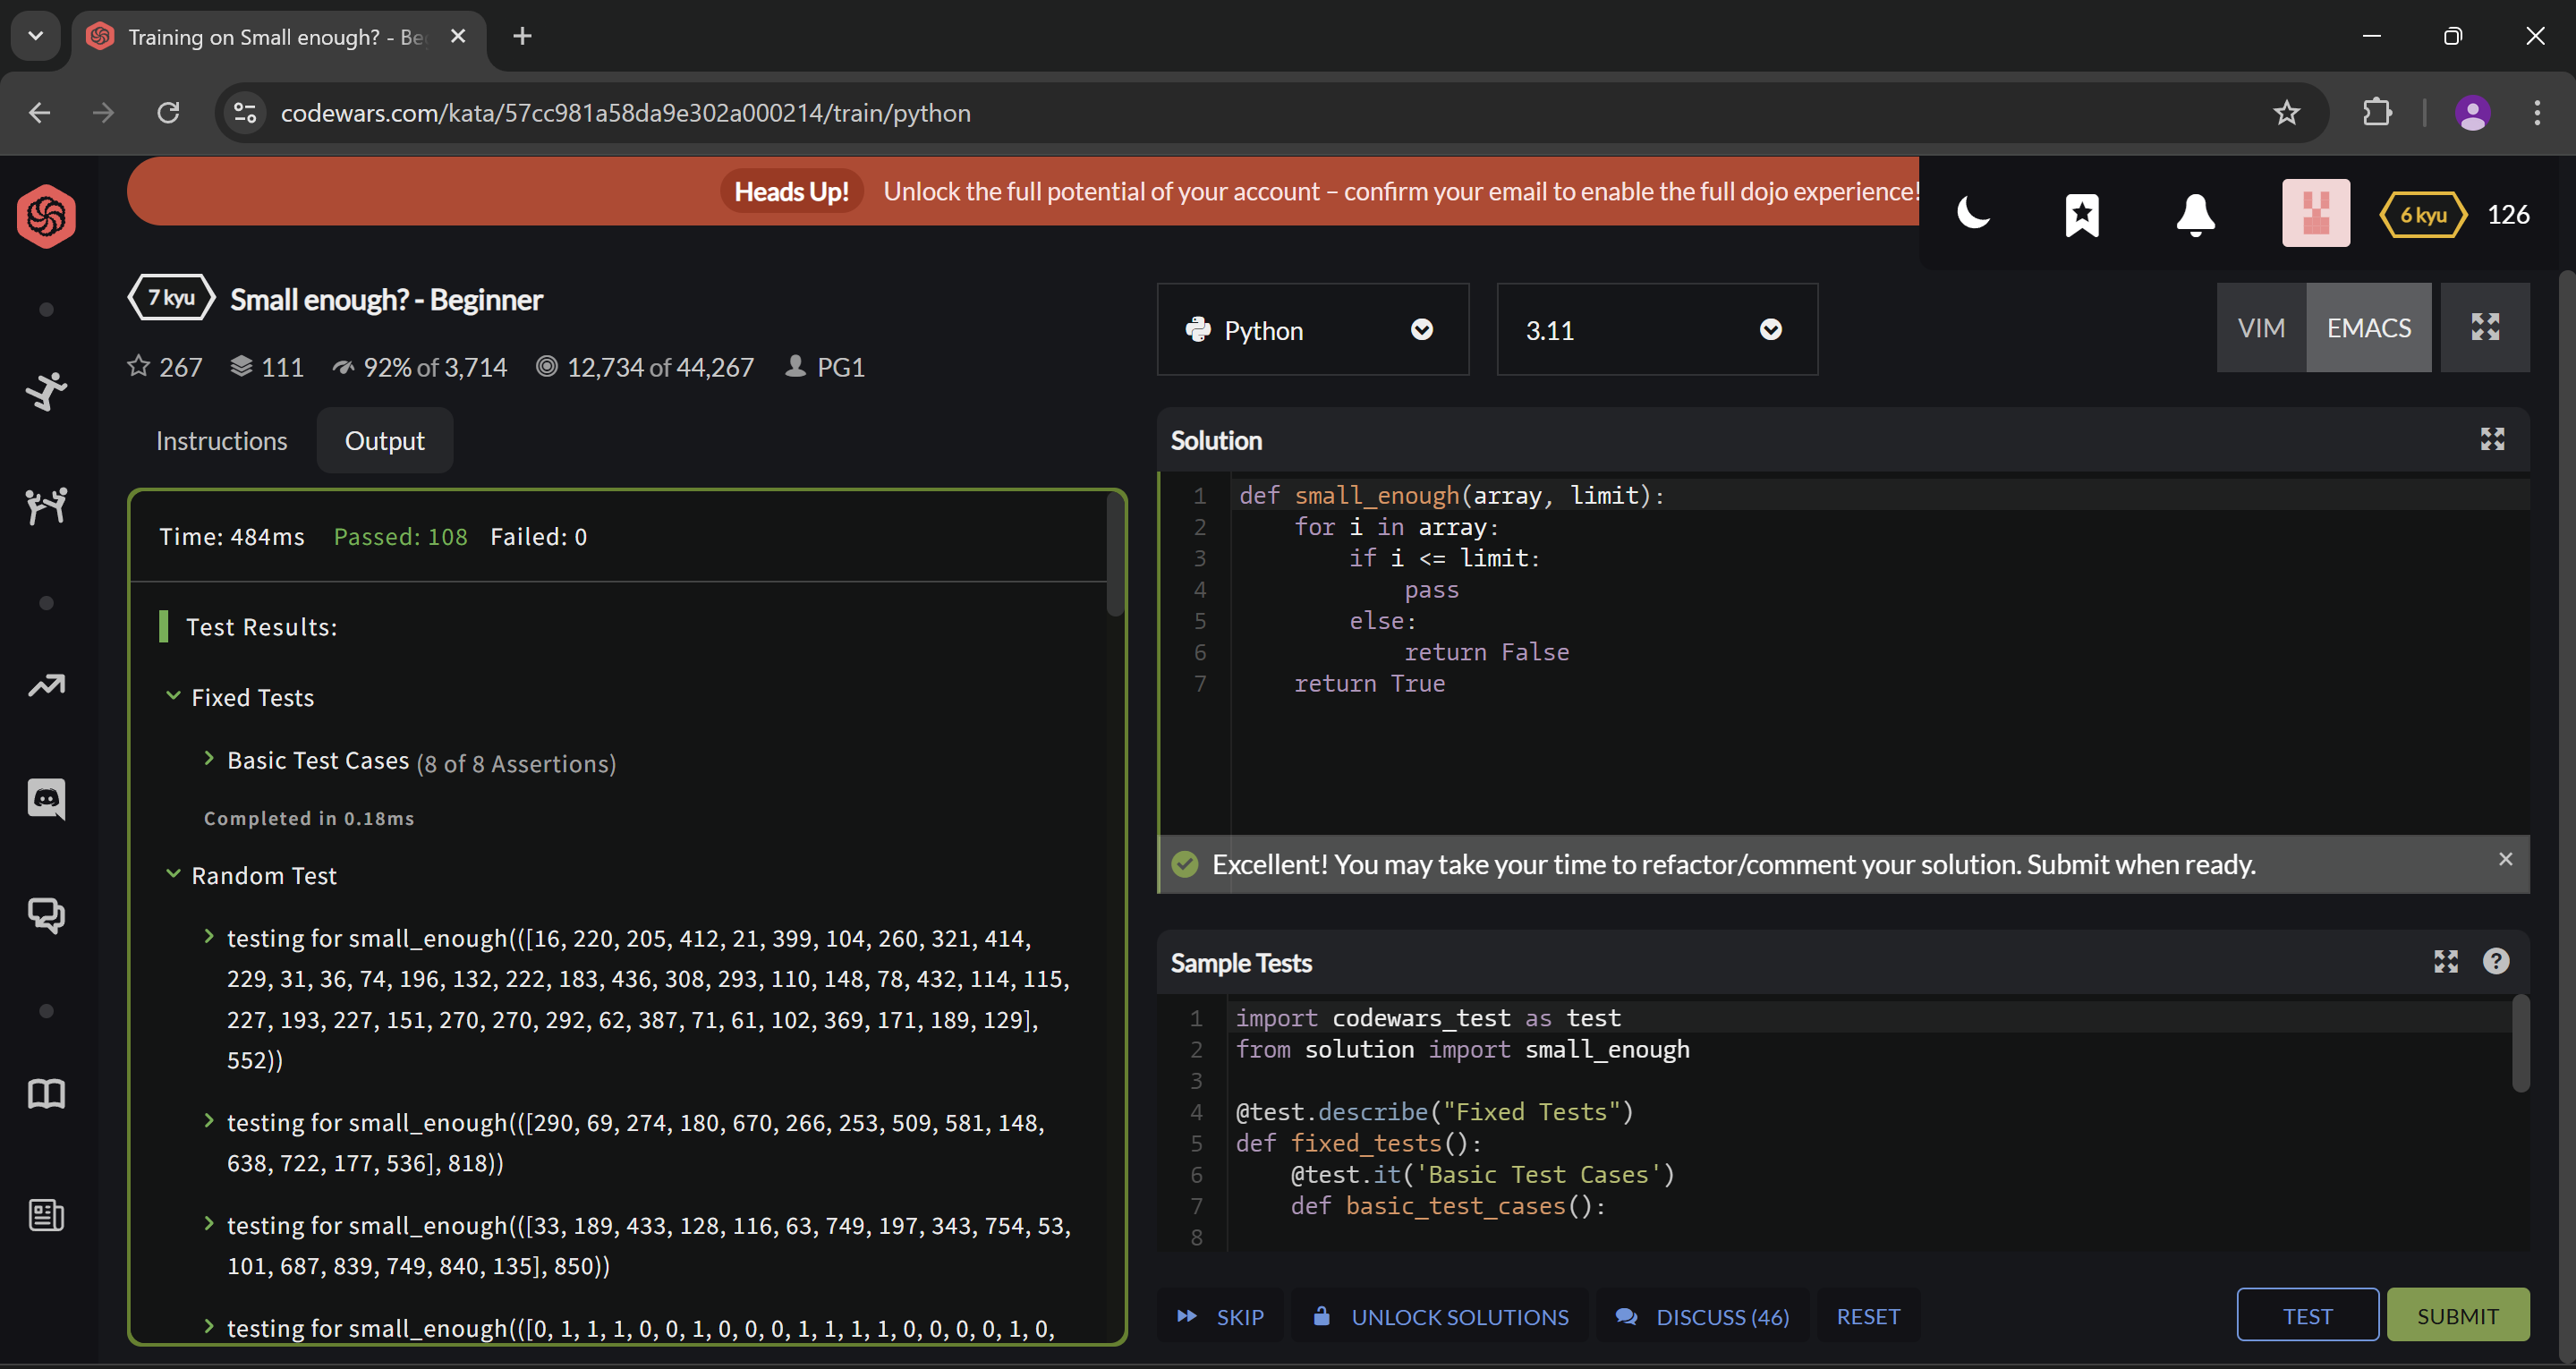 Training on Small enough? - Be
codewars.com/kata/57cc981a58da9e302a000214/train/python
Heads Up! Unlock the full potential of your account – confirm your email to enable the full dojo experience!
6 kyu 126
7 kyu Small enough? - Beginner
267 111 92% of 3,714 12,734 of 44,267 PG1
Python 3.11 VIM EMACS
Instructions Output
Time: 484ms Passed: 108 Failed: 0
Test Results:
Fixed Tests
Basic Test Cases (8 of 8 Assertions)
Completed in 0.18ms
Random Test
testing for small_enough(([16, 220, 205, 412, 21, 399, 104, 260, 321, 414,
229, 31, 36, 74, 196, 132, 222, 183, 436, 308, 293, 110, 148, 78, 432, 114, 115,
227, 193, 227, 151, 270, 270, 292, 62, 387, 71, 61, 102, 369, 171, 189, 129],
552))
testing for small_enough(([290, 69, 274, 180, 670, 266, 253, 509, 581, 148,
638, 722, 177, 536], 818))
testing for small_enough(([33, 189, 433, 128, 116, 63, 749, 197, 343, 754, 53,
101, 687, 839, 749, 840, 135], 850))
testing for small_enough(([0, 1, 1, 1, 0, 0, 1, 0, 0, 0, 1, 1, 1, 1, 0, 0, 0, 0, 1, 0,
Solution
1 def small_enough(array, limit):
2     for i in array:
3         if i <= limit:
4             pass
5         else:
6             return False
7     return True
Excellent! You may take your time to refactor/comment your solution. Submit when ready.
Sample Tests
1 import codewars_test as test
2 from solution import small_enough
3
4 @test.describe("Fixed Tests")
5 def fixed_tests():
6     @test.it('Basic Test Cases')
7     def basic_test_cases():
8
SKIP UNLOCK SOLUTIONS DISCUSS (46) RESET TEST SUBMIT